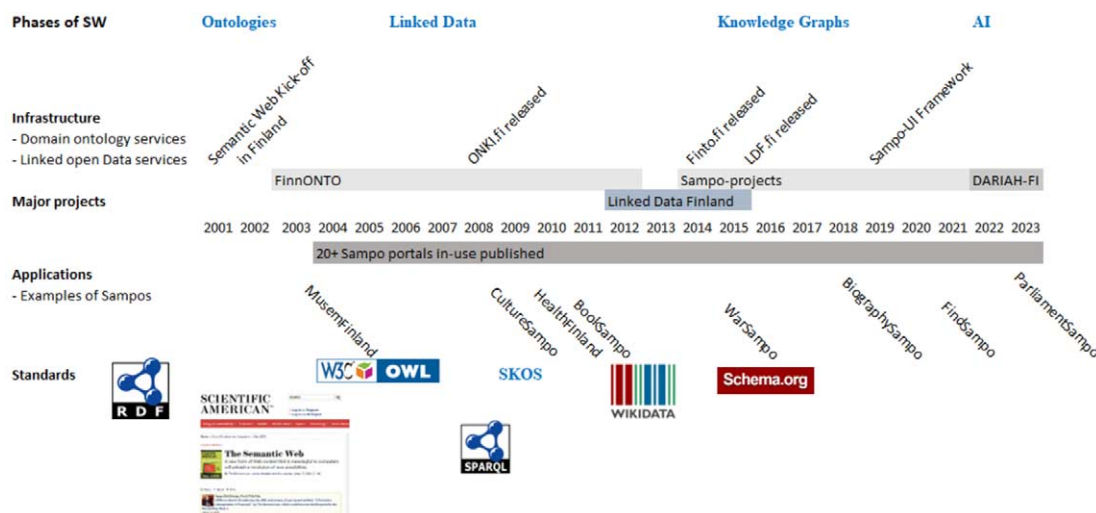 Phases of SW
Ontologies
Linked Data
Knowledge Graphs
AI
Infrastructure
- Domain ontology services
- Linked open Data services
Semantic Web Kick-off
in Finland
ONKI.fi released
Finto.fi released
LDF.fi released
Sampo-UI Framework
FinnONTO
Sampo-projects
DARIAH-FI
Major projects
Linked Data Finland
2001 2002 2003 2004 2005 2006 2007 2008 2009 2010 2011 2012 2013 2014 2015 2016 2017 2018 2019 2020 2021 2022 2023
20+ Sampo portals in-use published
Applications
- Examples of Sampos
MusemFinland
CultureSampo
HealthFinland
BookSampo
WarSampo
BiographySampo
FindSampo
ParliamentSampo
Standards
RDF
W3C OWL
SKOS
WIKIDATA
Schema.org
SCIENTIFIC
AMERICAN™
The Semantic Web
SPARQL